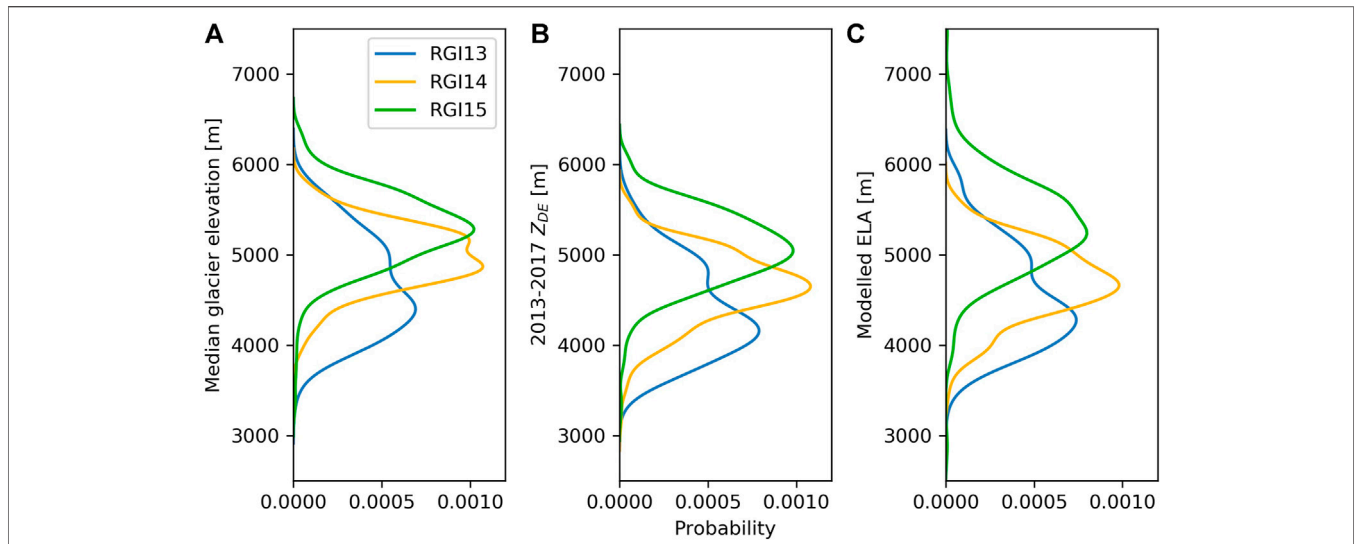 A
B
C
RGI13
RGI14
RGI15
Median glacier elevation [m]
7000
6000
5000
4000
3000
0.0000 0.0005 0.0010
2013-2017 Z_DE [m]
7000
6000
5000
4000
3000
0.0000 0.0005 0.0010
Probability
Modelled ELA [m]
7000
6000
5000
4000
3000
0.0000 0.0005 0.0010